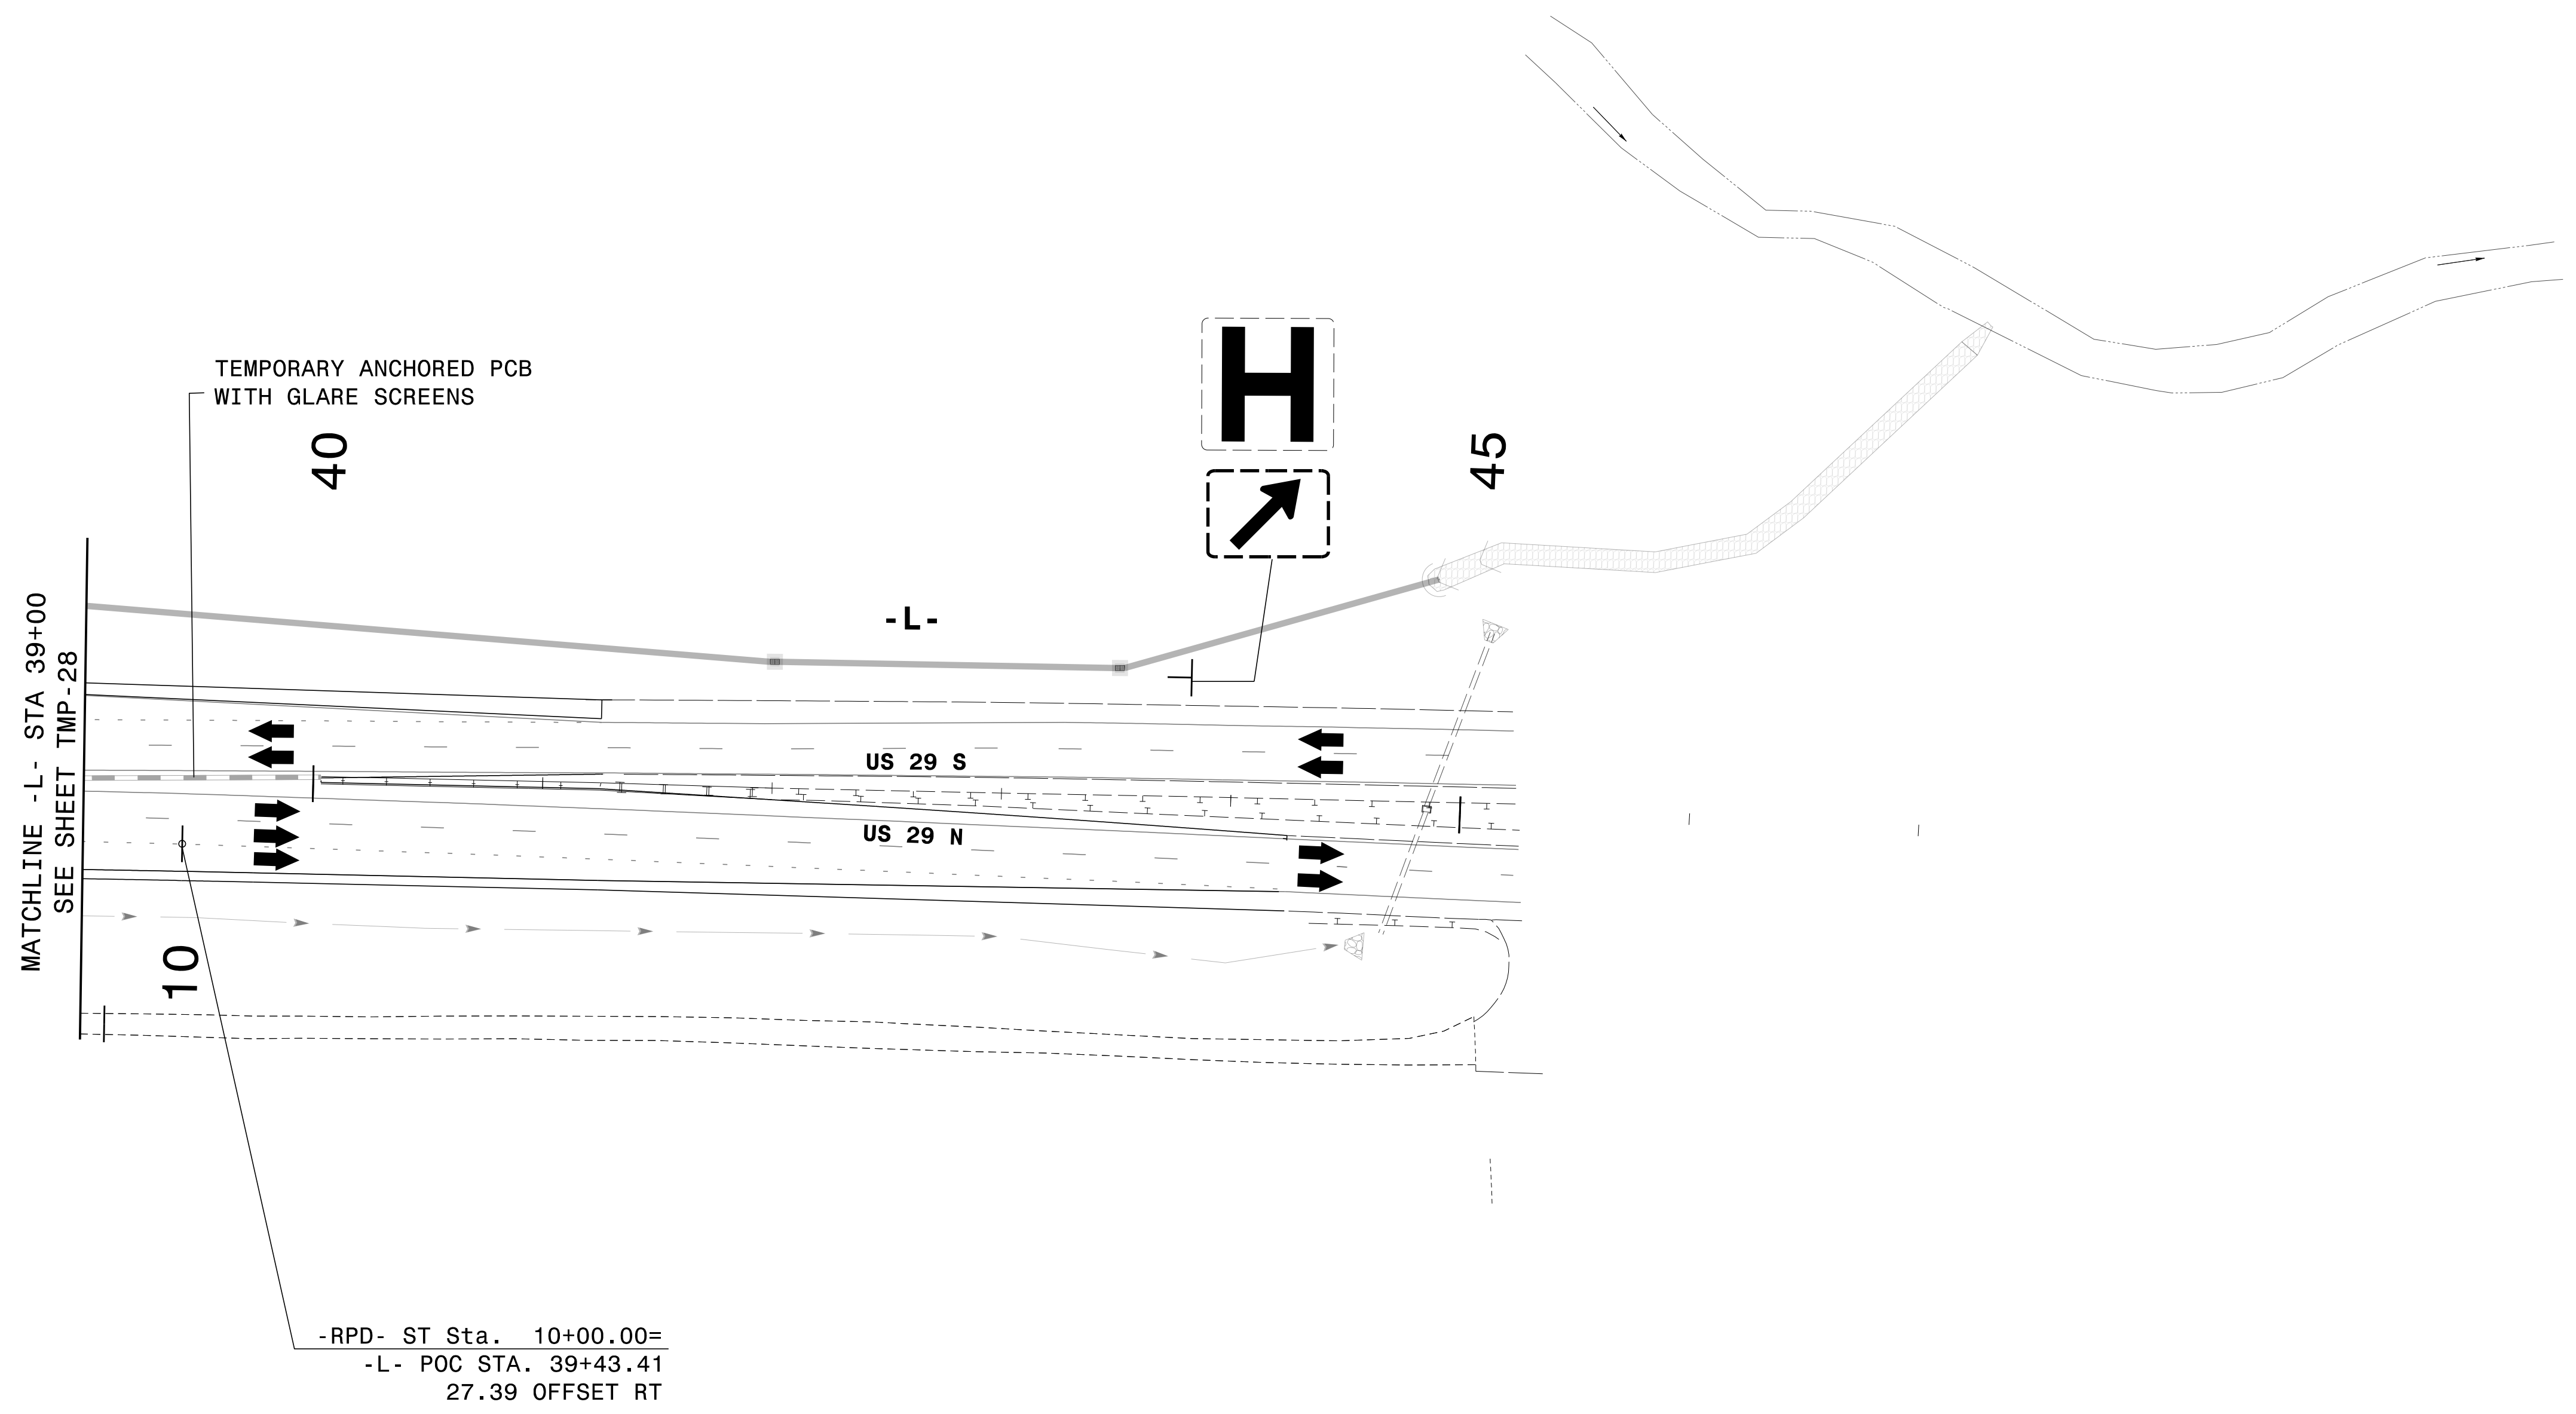 TEMPORARY ANCHORED PCB
WITH GLARE SCREENS
40
H
45
MATCHLINE -L- STA 39+00
SEE SHEET TMP-28
-L-
US 29 S
US 29 N
10
-RPD- ST Sta. 10+00.00=
-L- POC STA. 39+43.41
27.39 OFFSET RT